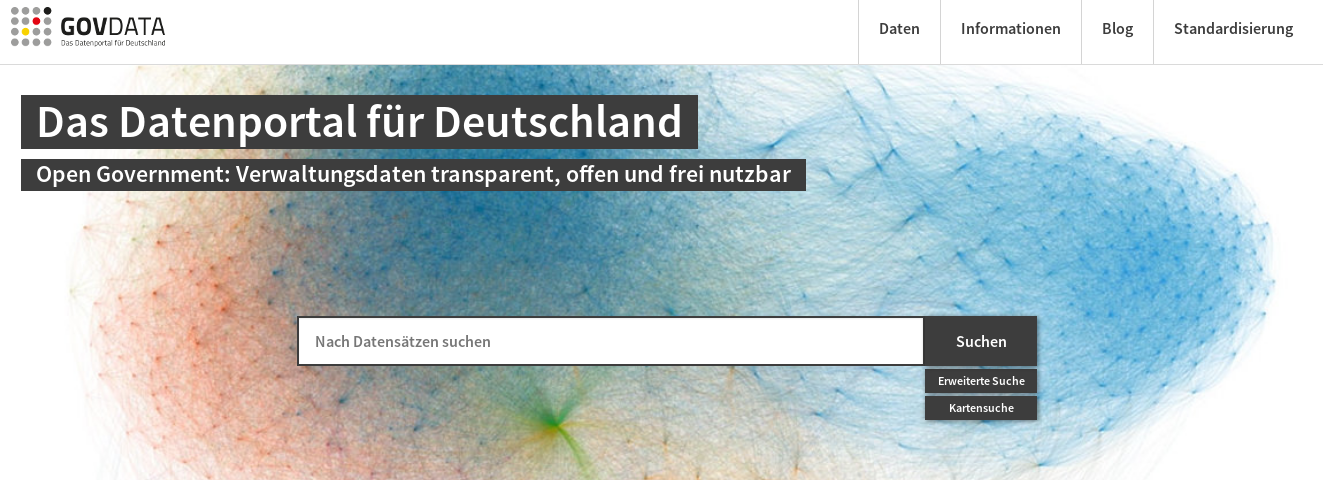 GOVDATA
Das Datenportal für Deutschland
Daten
Informationen
Blog
Standardisierung
Das Datenportal für Deutschland
Open Government: Verwaltungsdaten transparent, offen und frei nutzbar
Nach Datensätzen suchen
Suchen
Erweiterte Suche
Kartensuche